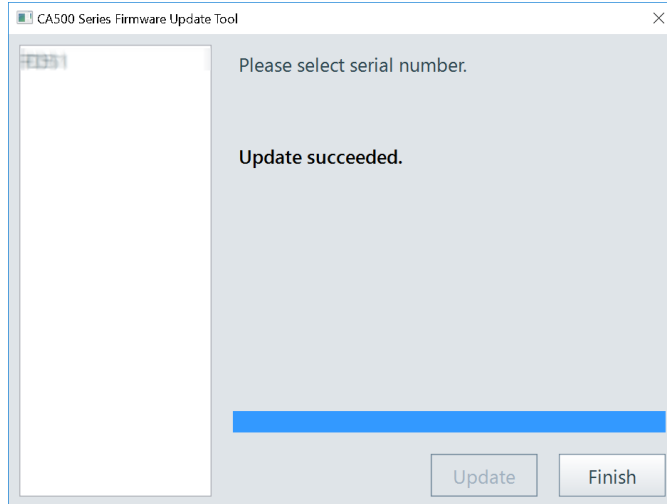 CA500 Series Firmware Update Tool
Please select serial number.
Update succeeded.
Update
Finish